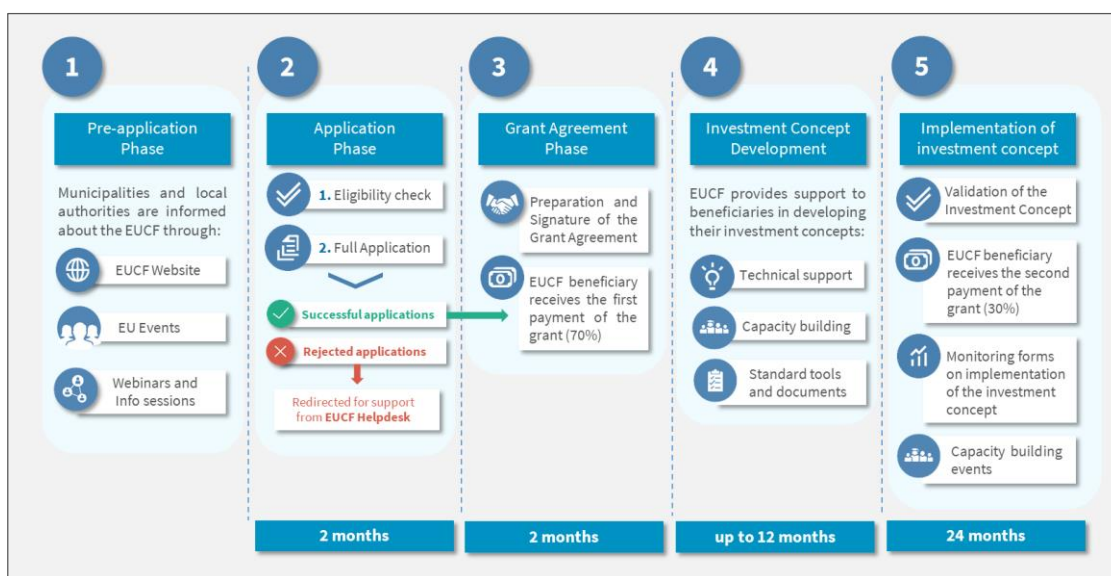 1
Pre-application
Phase
Municipalities and local
authorities are informed
about the EUCF through:
EUCF Website
EU Events
Webinars and
Info sessions
2
Application
Phase
1. Eligibility check
2. Full Application
Successful applications
Rejected applications
Redirected for support
from EUCF Helpdesk
2 months
3
Grant Agreement
Phase
Preparation and
Signature of the
Grant Agreement
EUCF beneficiary
receives the first
payment of the
grant (70%)
2 months
4
Investment Concept
Development
EUCF provides support to
beneficiaries in developing
their investment concepts:
Technical support
Capacity building
Standard tools
and documents
up to 12 months
5
Implementation of
investment concept
Validation of the
Investment Concept
EUCF beneficiary
receives the second
payment of the
grant (30%)
Monitoring forms
on implementation
of the investment
concept
Capacity building
events
24 months